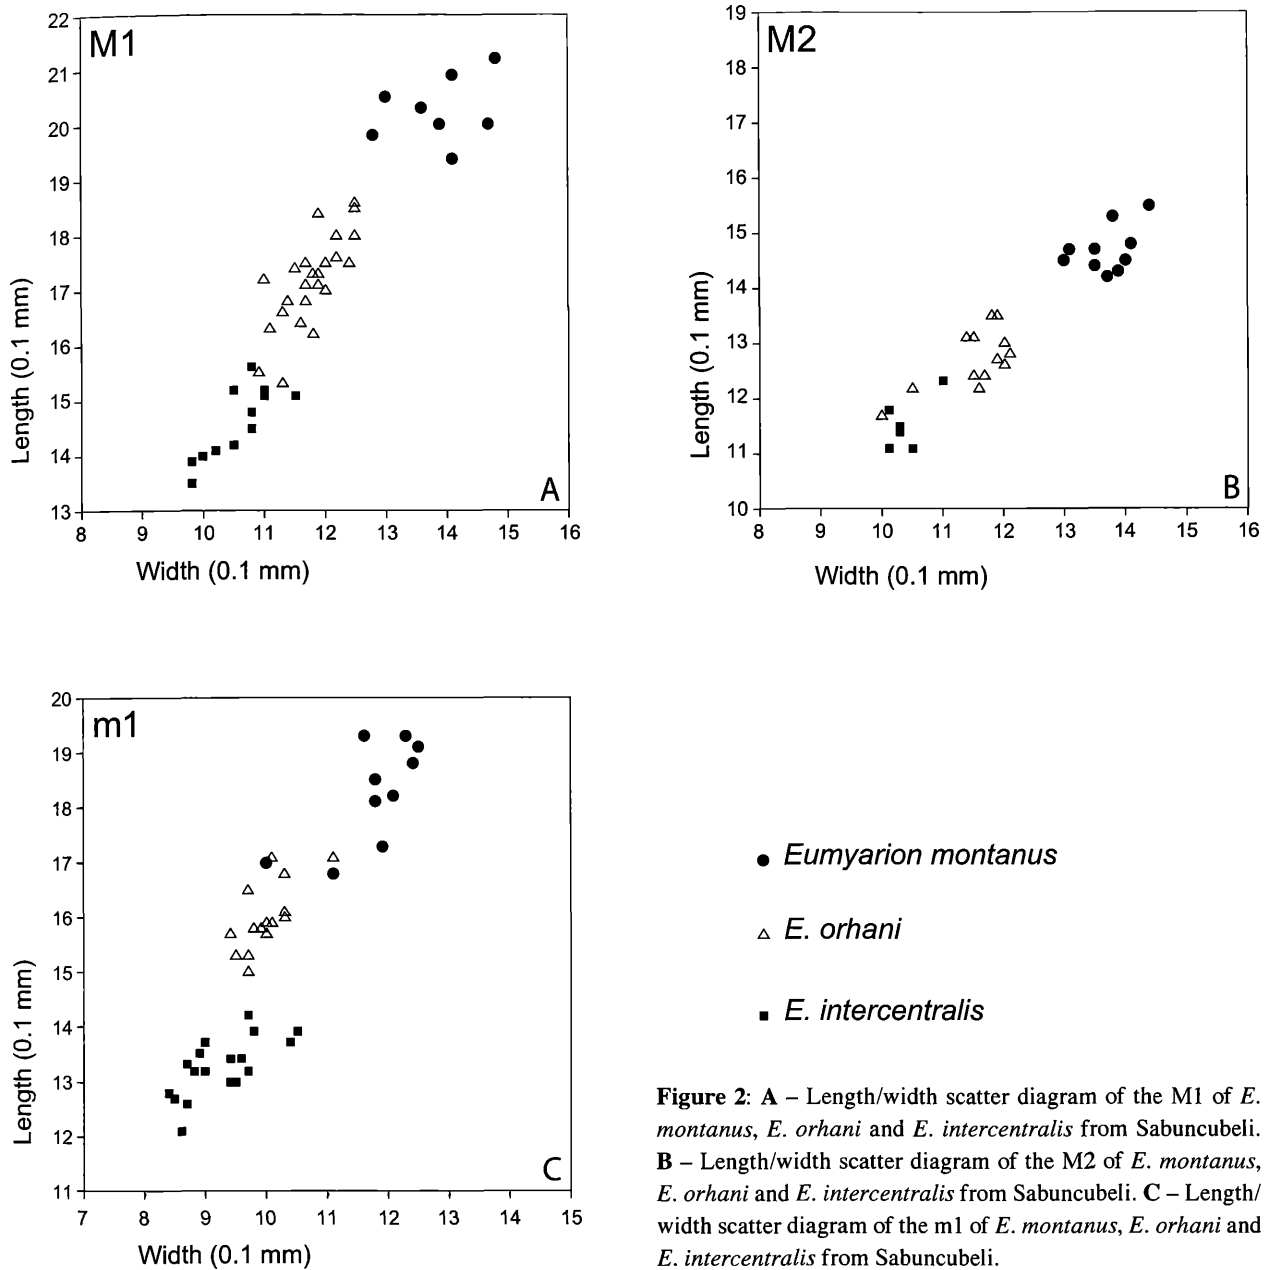 M1
22
21
20
19
18
17
16
15
14
13
Length (0.1 mm)
A
8 9 10 11 12 13 14 15 16
Width (0.1 mm)
M2
19
18
17
16
15
14
13
12
11
10
Length (0.1 mm)
B
8 9 10 11 12 13 14 15 16
Width (0.1 mm)
m1
20
19
18
17
16
15
14
13
12
11
Length (0.1 mm)
C
7 8 9 10 11 12 13 14 15
Width (0.1 mm)
Eumyarion montanus
E. orhani
E. intercentralis
Figure 2: A – Length/width scatter diagram of the M1 of E.
montanus, E. orhani and E. intercentralis from Sabuncubeli.
B – Length/width scatter diagram of the M2 of E. montanus,
E. orhani and E. intercentralis from Sabuncubeli. C – Length/
width scatter diagram of the m1 of E. montanus, E. orhani and
E. intercentralis from Sabuncubeli.